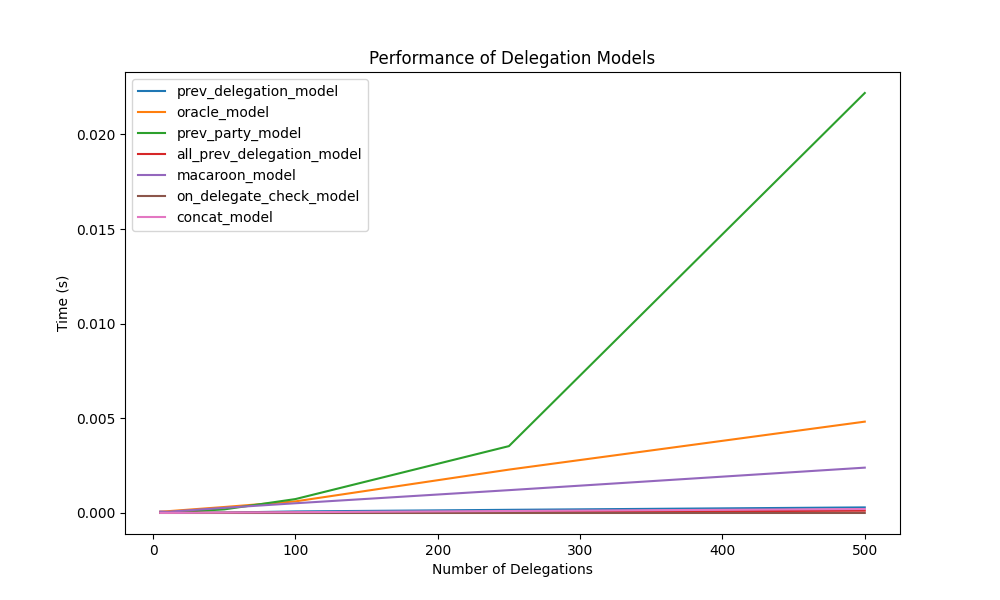 Performance of Delegation Models
prev_delegation_model
oracle_model
prev_party_model
all_prev_delegation_model
macaroon_model
on_delegate_check_model
concat_model
0.020
0.015
0.010
0.005
0.000
Time (s)
0 100 200 300 400 500
Number of Delegations